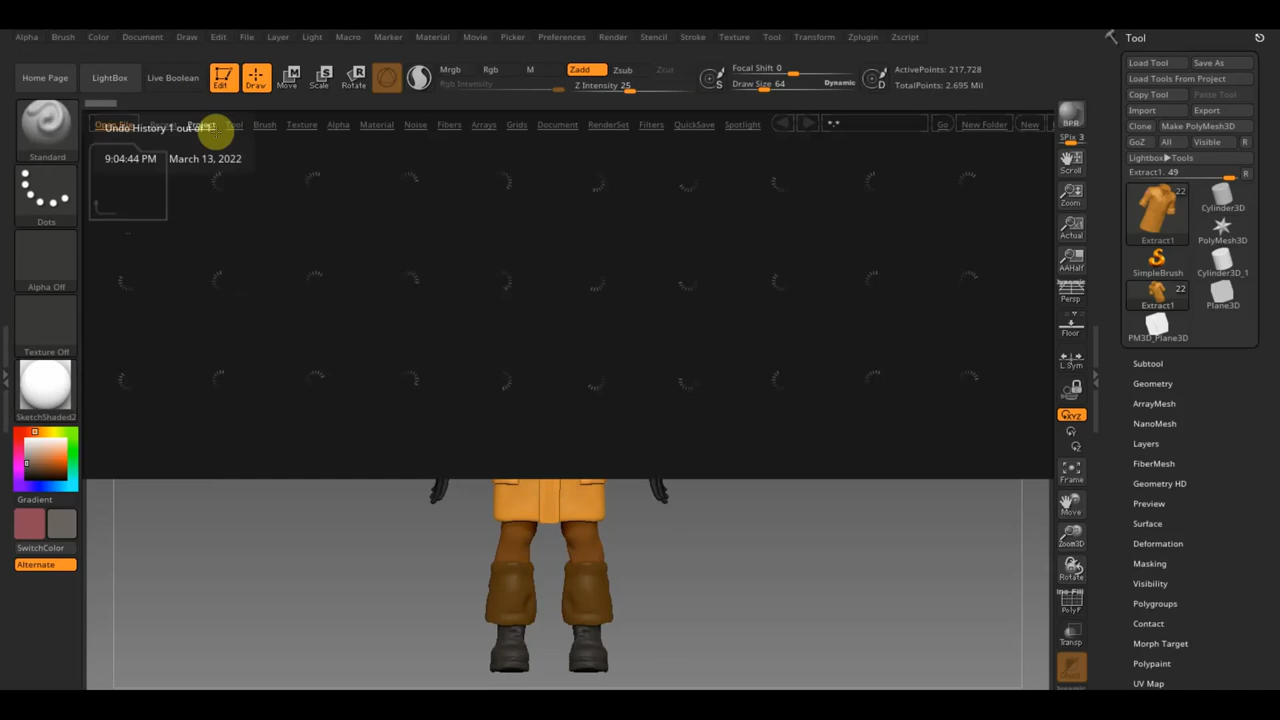 Alpha Brush Color Document Draw Edit File Layer Light Macro Marker Material Movie Picker Preferences Render Stencil Stroke Texture Tool Transform Zplugin Zscript
Tool
Home Page LightBox Live Boolean Edit Draw Move Scale Rotate
Mrgb Rgb M Zadd Zsub Zcut
Rgb Intensity Z Intensity 25
Focal Shift 0
Draw Size 64 Dynamic
S D
ActivePoints: 217,728
TotalPoints: 2.695 Mil
Project Tool Brush Texture Alpha Material Noise Fibers Arrays Grids Document RenderSet Filters QuickSave Spotlight *.* Go New Folder New
Undo History 1 out of 1
9:04:44 PM March 13, 2022
..
Standard
Dots
Alpha Off
Texture Off
SketchShaded2
Gradient
SwitchColor
Alternate
BPR
SPix 3
Scroll
Zoom
Actual
AAHalf
Dynamic
Persp
Floor
L.Sym
XYZ
Frame
Move
Zoom3D
Rotate
PolyF
Transp
Load Tool Save As
Load Tools From Project
Copy Tool Paste Tool
Import Export
Clone Make PolyMesh3D
GoZ All Visible R
Lightbox▶Tools
Extract1. 49 R
22
Extract1
Cylinder3D
PolyMesh3D
SimpleBrush
Cylinder3D_1
22
Extract1
Plane3D
PM3D_Plane3D
Subtool
Geometry
ArrayMesh
NanoMesh
Layers
FiberMesh
Geometry HD
Preview
Surface
Deformation
Masking
Visibility
Polygroups
Contact
Morph Target
Polypaint
UV Map